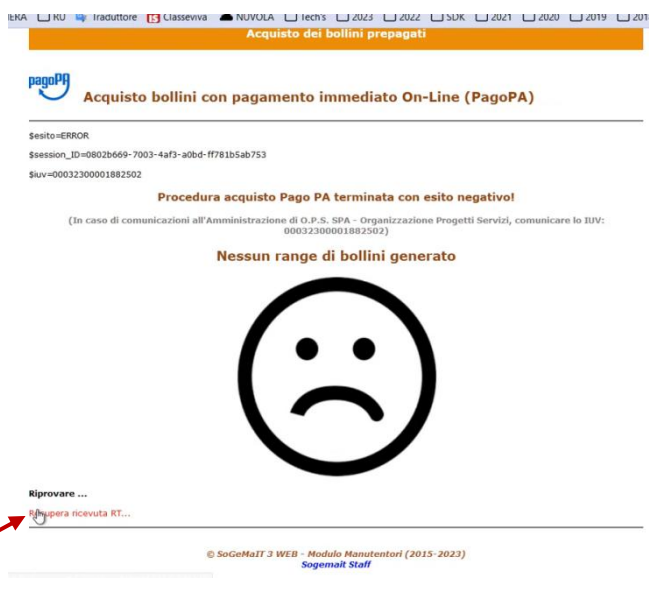 ERA RU Traduttore Classeviva NUVOLA Tech's 2023 2022 SDK 2021 2020 2019 201
Acquisto dei bollini prepagati
pagoPA
Acquisto bollini con pagamento immediato On-Line (PagoPA)
$esito=ERROR
$session_ID=0802b669-7003-4af3-a0bd-ff781b5ab753
$iuv=00032300001882502
Procedura acquisto Pago PA terminata con esito negativo!
(In caso di comunicazioni all'Amministrazione di O.P.S. SPA - Organizzazione Progetti Servizi, comunicare lo IUV:
00032300001882502)
Nessun range di bollini generato
Riprovare ...
Recupera ricevuta RT...
© SoGeMaIT 3 WEB - Modulo Manutentori (2015-2023)
Sogemait Staff